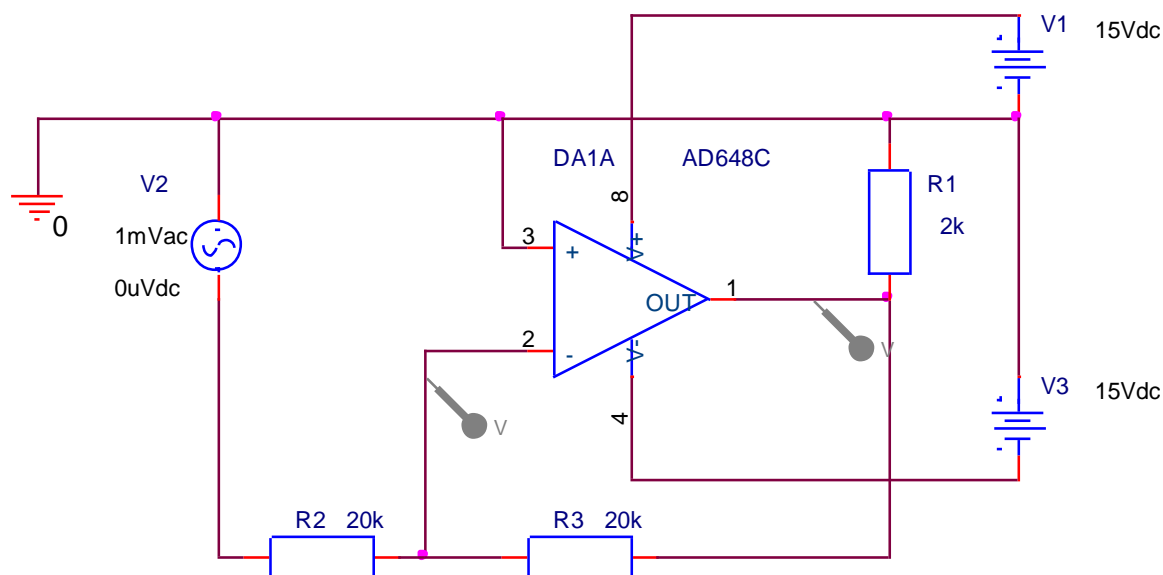 V1 15Vdc
DA1A AD648C
V2
R1
8
0
1mVac
3
+
V+
2k
0uVdc
OUT
1
2
-
V-
V
V3 15Vdc
4
V
R2 20k
R3 20k